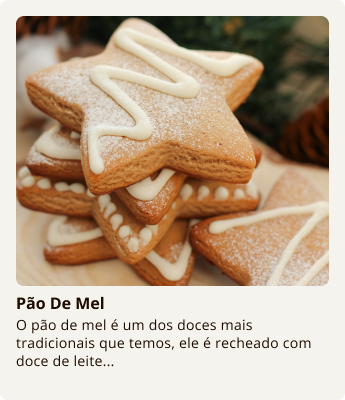 Pão De Mel
O pão de mel é um dos doces mais
tradicionais que temos, ele é recheado com
doce de leite...